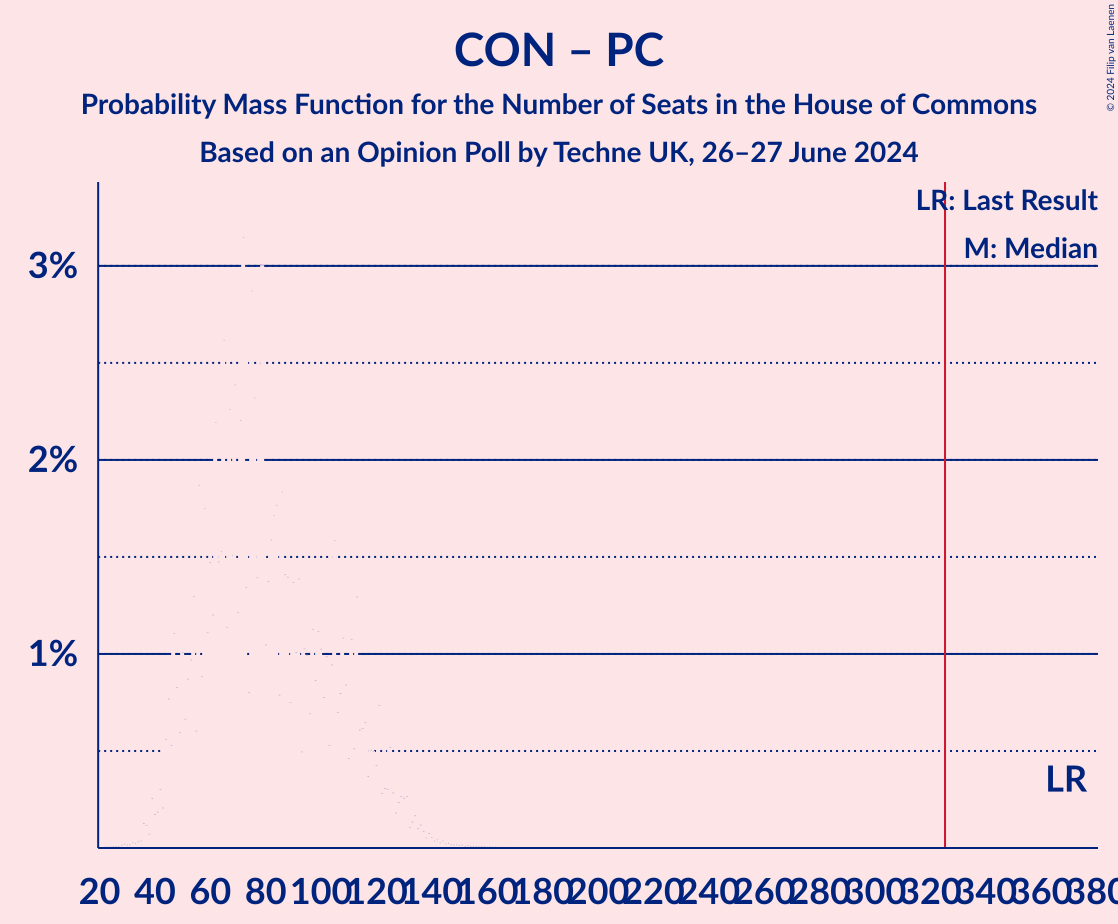 CON – PC
Probability Mass Function for the Number of Seats in the House of Commons
Based on an Opinion Poll by Techne UK, 26–27 June 2024
© 2024 Filip van Laenen
LR: Last Result
M: Median
3%
2%
1%
LR
20 40 60 80 100 120 140 160 180 200 220 240 260 280 300 320 340 360 380